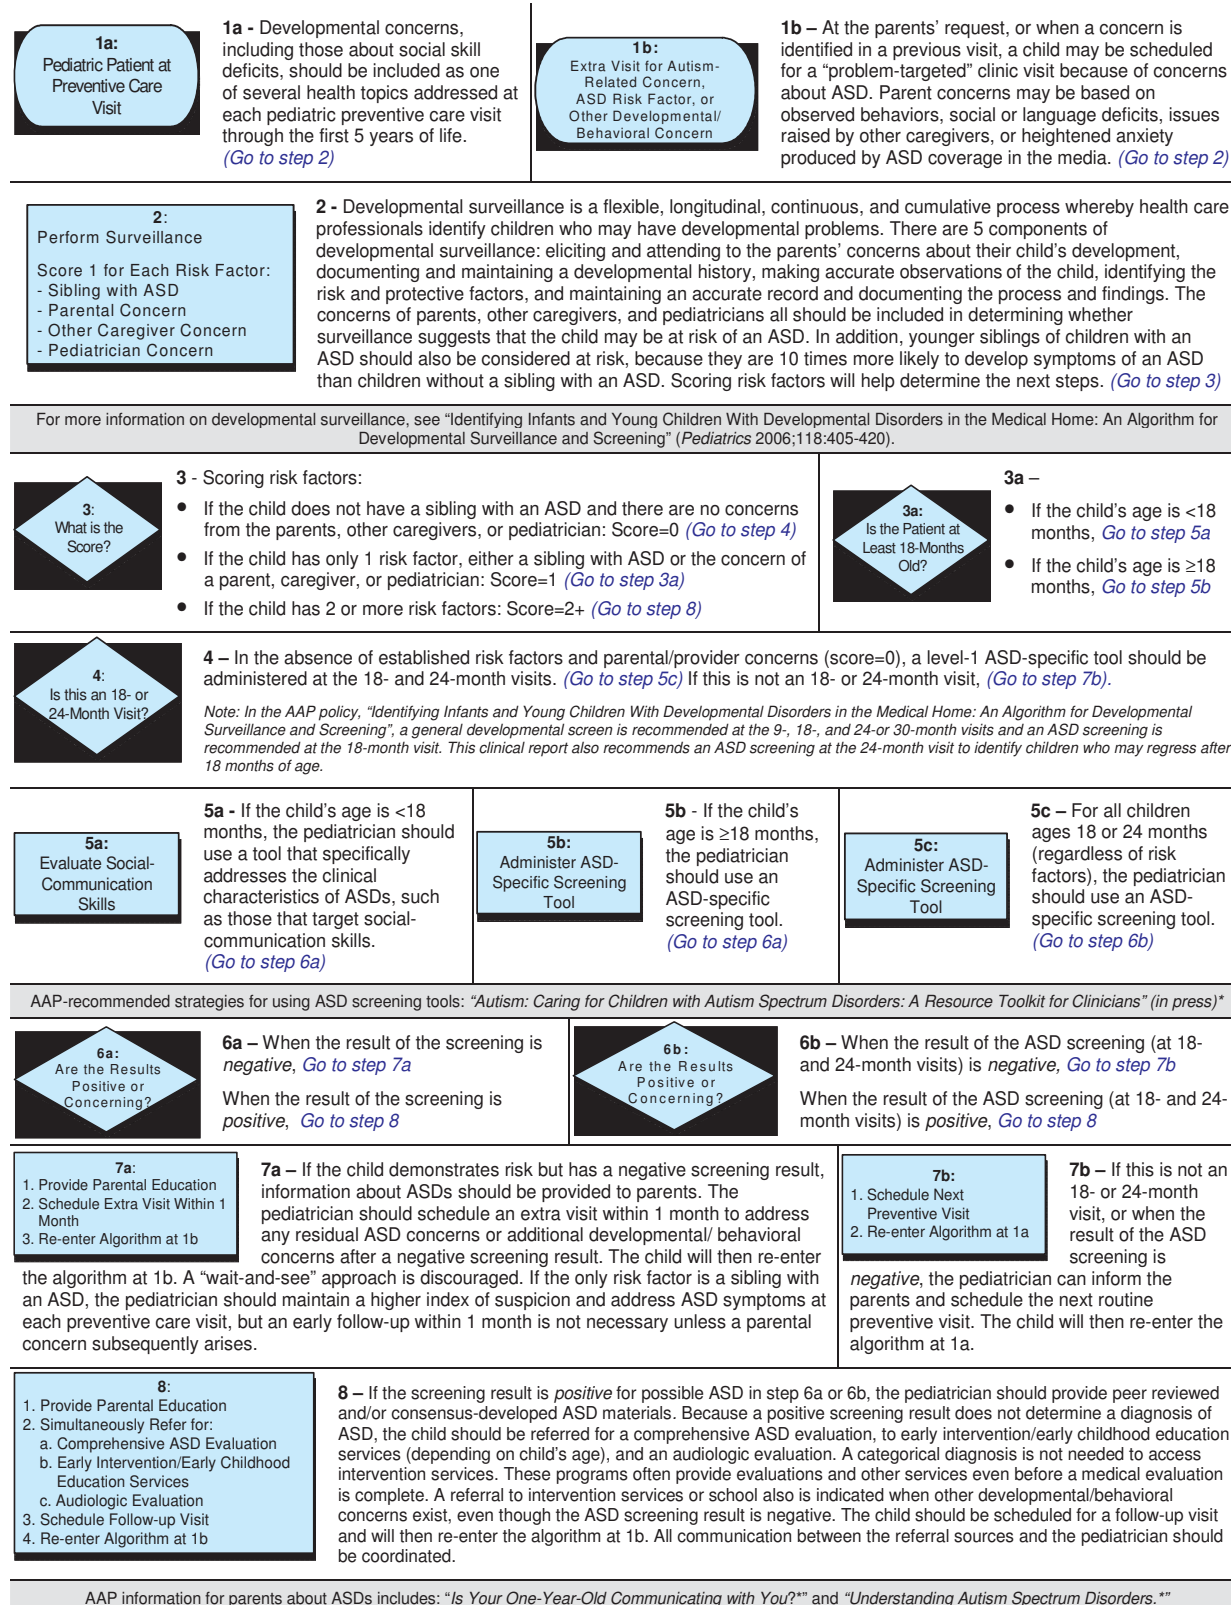 1a:
Pediatric Patient at
Preventive Care
Visit
1a - Developmental concerns,
including those about social skill
deficits, should be included as one
of several health topics addressed at
each pediatric preventive care visit
through the first 5 years of life.
(Go to step 2)
1b:
Extra Visit for Autism-
Related Concern,
ASD Risk Factor, or
Other Developmental/
Behavioral Concern
1b – At the parents’ request, or when a concern is
identified in a previous visit, a child may be scheduled
for a “problem-targeted” clinic visit because of concerns
about ASD. Parent concerns may be based on
observed behaviors, social or language deficits, issues
raised by other caregivers, or heightened anxiety
produced by ASD coverage in the media. (Go to step 2)
2:
Perform Surveillance
Score 1 for Each Risk Factor:
- Sibling with ASD
- Parental Concern
- Other Caregiver Concern
- Pediatrician Concern
2 - Developmental surveillance is a flexible, longitudinal, continuous, and cumulative process whereby health care
professionals identify children who may have developmental problems. There are 5 components of
developmental surveillance: eliciting and attending to the parents’ concerns about their child’s development,
documenting and maintaining a developmental history, making accurate observations of the child, identifying the
risk and protective factors, and maintaining an accurate record and documenting the process and findings. The
concerns of parents, other caregivers, and pediatricians all should be included in determining whether
surveillance suggests that the child may be at risk of an ASD. In addition, younger siblings of children with an
ASD should also be considered at risk, because they are 10 times more likely to develop symptoms of an ASD
than children without a sibling with an ASD. Scoring risk factors will help determine the next steps. (Go to step 3)
For more information on developmental surveillance, see “Identifying Infants and Young Children With Developmental Disorders in the Medical Home: An Algorithm for
Developmental Surveillance and Screening” (Pediatrics 2006;118:405-420).
3:
What is the
Score?
3 - Scoring risk factors:
● If the child does not have a sibling with an ASD and there are no concerns
from the parents, other caregivers, or pediatrician: Score=0 (Go to step 4)
● If the child has only 1 risk factor, either a sibling with ASD or the concern of
a parent, caregiver, or pediatrician: Score=1 (Go to step 3a)
● If the child has 2 or more risk factors: Score=2+ (Go to step 8)
3a:
Is the Patient at
Least 18-Months
Old?
3a –
● If the child’s age is <18
months, Go to step 5a
● If the child’s age is ≥18
months, Go to step 5b
4:
Is this an 18- or
24-Month Visit?
4 – In the absence of established risk factors and parental/provider concerns (score=0), a level-1 ASD-specific tool should be
administered at the 18- and 24-month visits. (Go to step 5c) If this is not an 18- or 24-month visit, (Go to step 7b).
Note: In the AAP policy, “Identifying Infants and Young Children With Developmental Disorders in the Medical Home: An Algorithm for Developmental
Surveillance and Screening”, a general developmental screen is recommended at the 9-, 18-, and 24-or 30-month visits and an ASD screening is
recommended at the 18-month visit. This clinical report also recommends an ASD screening at the 24-month visit to identify children who may regress after
18 months of age.
5a:
Evaluate Social-
Communication
Skills
5a - If the child’s age is <18
months, the pediatrician should
use a tool that specifically
addresses the clinical
characteristics of ASDs, such
as those that target social-
communication skills.
(Go to step 6a)
5b:
Administer ASD-
Specific Screening
Tool
5b - If the child’s
age is ≥18 months,
the pediatrician
should use an
ASD-specific
screening tool.
(Go to step 6a)
5c:
Administer ASD-
Specific Screening
Tool
5c – For all children
ages 18 or 24 months
(regardless of risk
factors), the pediatrician
should use an ASD-
specific screening tool.
(Go to step 6b)
AAP-recommended strategies for using ASD screening tools: “Autism: Caring for Children with Autism Spectrum Disorders: A Resource Toolkit for Clinicians” (in press)*
6a:
Are the Results
Positive or
Concerning?
6a – When the result of the screening is
negative, Go to step 7a
When the result of the screening is
positive, Go to step 8
6b:
Are the Results
Positive or
Concerning?
6b – When the result of the ASD screening (at 18-
and 24-month visits) is negative, Go to step 7b
When the result of the ASD screening (at 18- and 24-
month visits) is positive, Go to step 8
7a:
1. Provide Parental Education
2. Schedule Extra Visit Within 1
Month
3. Re-enter Algorithm at 1b
7a – If the child demonstrates risk but has a negative screening result,
information about ASDs should be provided to parents. The
pediatrician should schedule an extra visit within 1 month to address
any residual ASD concerns or additional developmental/ behavioral
concerns after a negative screening result. The child will then re-enter
the algorithm at 1b. A “wait-and-see” approach is discouraged. If the only risk factor is a sibling with
an ASD, the pediatrician should maintain a higher index of suspicion and address ASD symptoms at
each preventive care visit, but an early follow-up within 1 month is not necessary unless a parental
concern subsequently arises.
7b:
1. Schedule Next
Preventive Visit
2. Re-enter Algorithm at 1a
7b – If this is not an
18- or 24-month
visit, or when the
result of the ASD
screening is
negative, the pediatrician can inform the
parents and schedule the next routine
preventive visit. The child will then re-enter the
algorithm at 1a.
8:
1. Provide Parental Education
2. Simultaneously Refer for:
a. Comprehensive ASD Evaluation
b. Early Intervention/Early Childhood
Education Services
c. Audiologic Evaluation
3. Schedule Follow-up Visit
4. Re-enter Algorithm at 1b
8 – If the screening result is positive for possible ASD in step 6a or 6b, the pediatrician should provide peer reviewed
and/or consensus-developed ASD materials. Because a positive screening result does not determine a diagnosis of
ASD, the child should be referred for a comprehensive ASD evaluation, to early intervention/early childhood education
services (depending on child’s age), and an audiologic evaluation. A categorical diagnosis is not needed to access
intervention services. These programs often provide evaluations and other services even before a medical evaluation
is complete. A referral to intervention services or school also is indicated when other developmental/behavioral
concerns exist, even though the ASD screening result is negative. The child should be scheduled for a follow-up visit
and will then re-enter the algorithm at 1b. All communication between the referral sources and the pediatrician should
be coordinated.
AAP information for parents about ASDs includes: “Is Your One-Year-Old Communicating with You?*” and “Understanding Autism Spectrum Disorders.*”